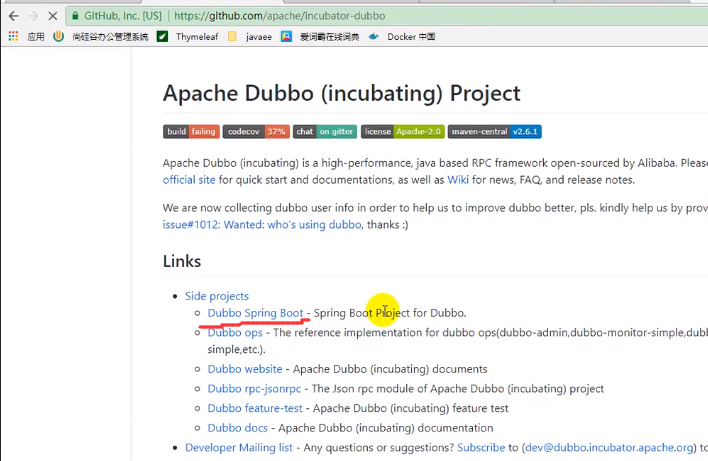 GitHub, Inc. [US] | https://github.com/apache/incubator-dubbo
应用 尚硅谷办公管理系统 Thymeleaf javaee 爱词霸在线词典 Docker 中国
Apache Dubbo (incubating) Project
build failing codecov 37% chat on gitter license Apache-2.0 maven-central v2.6.1
Apache Dubbo (incubating) is a high-performance, java based RPC framework open-sourced by Alibaba. Please
official site for quick start and documentations, as well as Wiki for news, FAQ, and release notes.
We are now collecting dubbo user info in order to help us to improve dubbo better, pls. kindly help us by prov
issue#1012: Wanted: who's using dubbo, thanks :)
Links
Side projects
Dubbo Spring Boot - Spring Boot Project for Dubbo.
Dubbo ops - The reference implementation for dubbo ops(dubbo-admin,dubbo-monitor-simple,dubb
simple,etc.).
Dubbo website - Apache Dubbo (incubating) documents
Dubbo rpc-jsonrpc - The Json rpc module of Apache Dubbo (incubating) project
Dubbo feature-test - Apache Dubbo (incubating) feature test
Dubbo docs - Apache Dubbo (incubating) documentation
Developer Mailing list - Any questions or suggestions? Subscribe to (dev@dubbo.incubator.apache.org) to